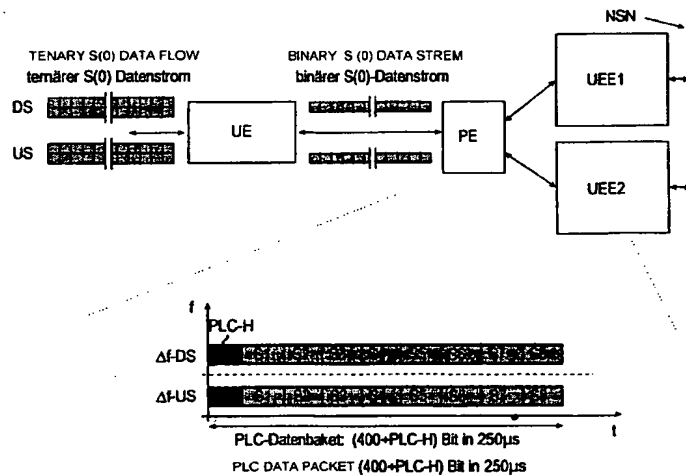 NSN
TENARY S(0) DATA FLOW
ternärer S(0) Datenstrom
BINARY S (0) DATA STREM
binärer S(0)-Datenstrom
DS
US
UE
PE
UEE1
UEE2
f
PLC-H
Δf-DS
Δf-US
t
PLC-Datenbaket: (400+PLC-H) Bit in 250µs
PLC DATA PACKET (400+PLC-H) Bit in 250µs